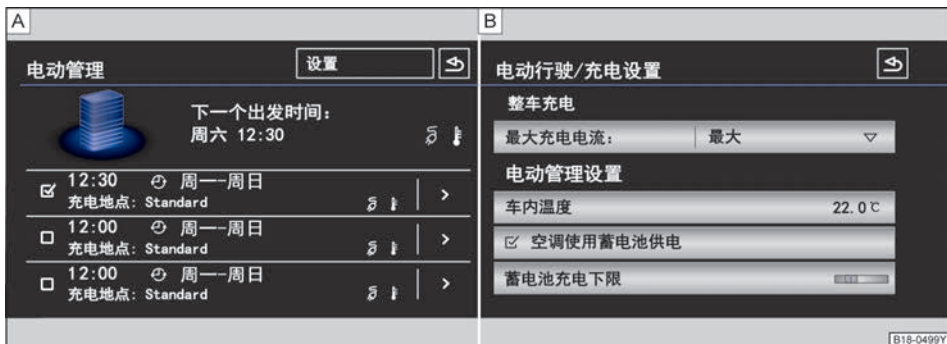 A
电动管理
设置
下一个出发时间:
周六 12:30
12:30 周一-周日
充电地点: Standard
12:00 周一-周日
充电地点: Standard
12:00 周一-周日
充电地点: Standard
B
电动行驶/充电设置
整车充电
最大充电电流: 最大
电动管理设置
车内温度 22.0℃
空调使用蓄电池供电
蓄电池充电下限
B18-0499Y